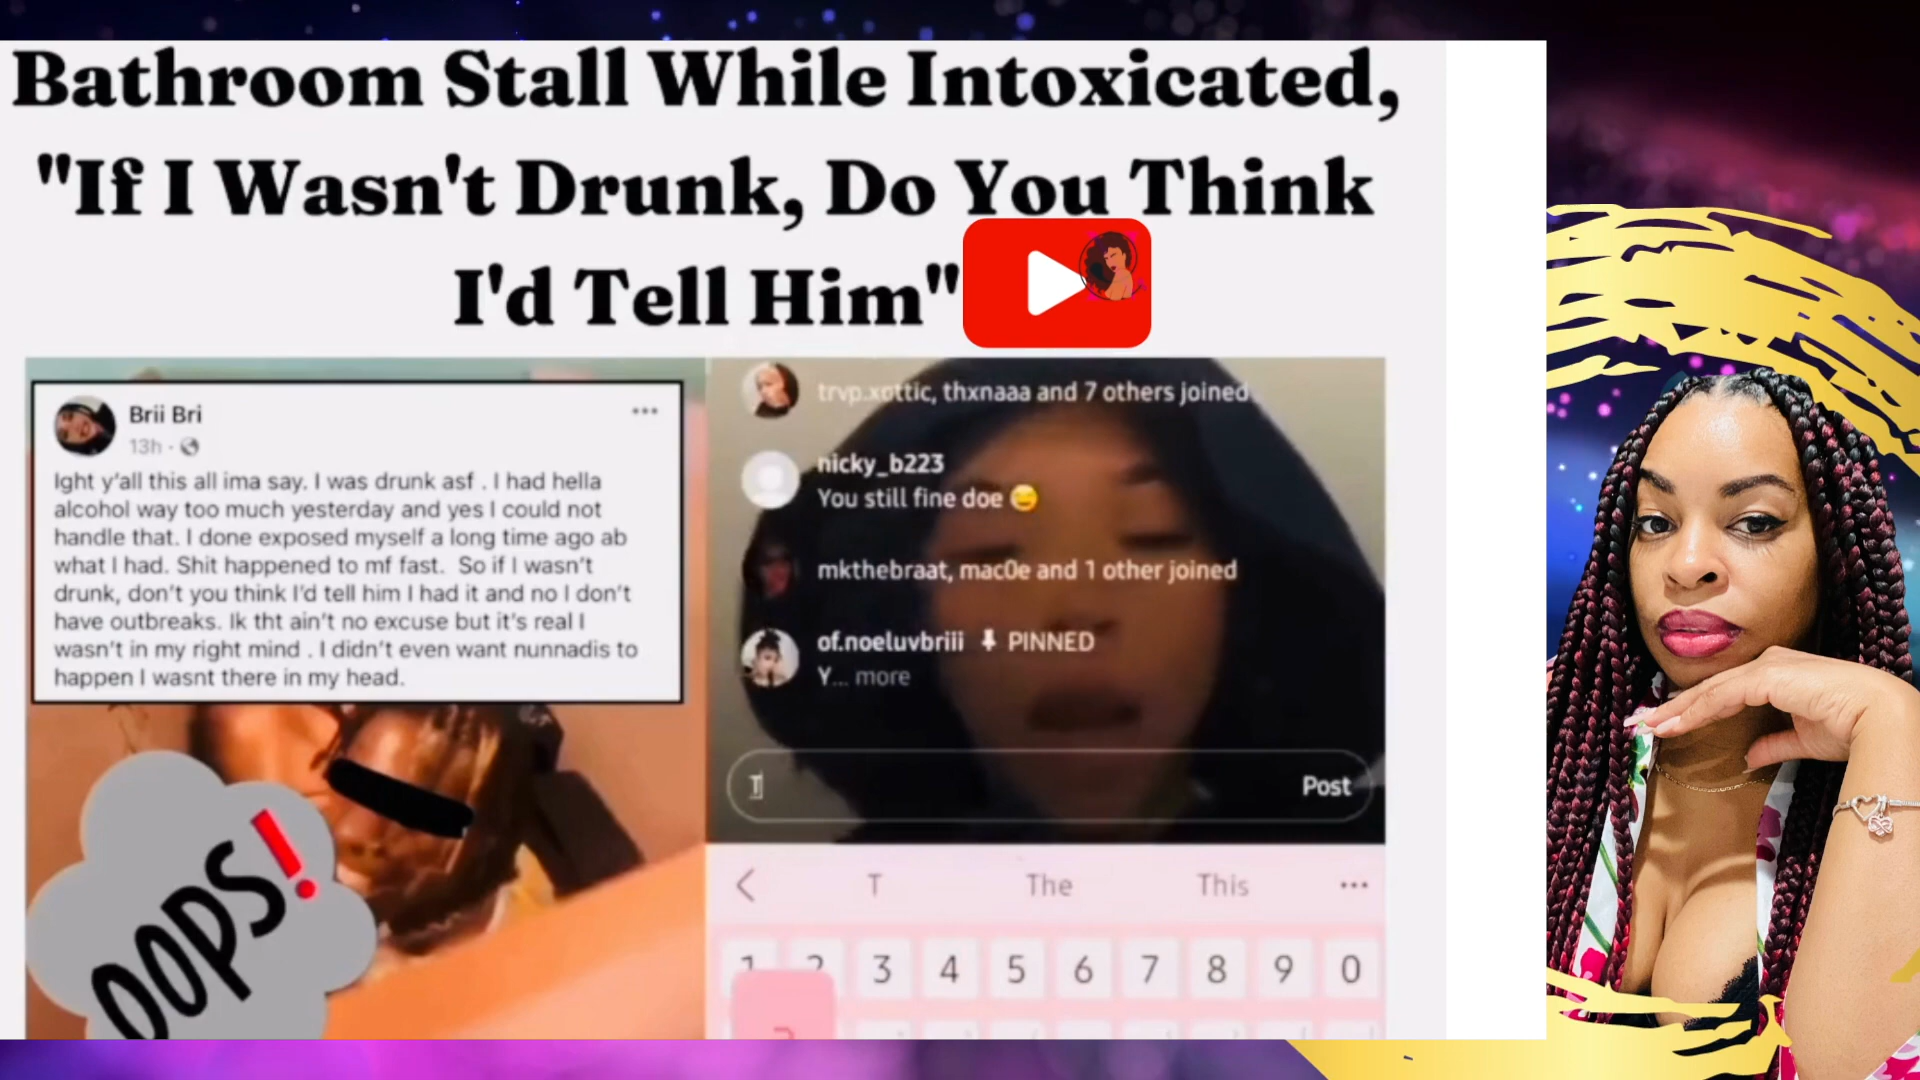 Bathroom Stall While Intoxicated,
"If I Wasn't Drunk, Do You Think
I'd Tell Him"
Brii Bri
13h ·
Ight y'all this all ima say. I was drunk asf . I had hella
alcohol way too much yesterday and yes I could not
handle that. I done exposed myself a long time ago ab
what I had. Shit happened to mf fast. So if I wasn't
drunk, don't you think I'd tell him I had it and no I don't
have outbreaks. Ik tht ain't no excuse but it's real I
wasn't in my right mind . I didn't even want nunnadis to
happen I wasnt there in my head.
OOPS!
trvp.xottic, thxnaaa and 7 others joined
nicky_b223
You still fine doe 😅
mkthebraat, mac0e and 1 other joined
of.noeluvbriii PINNED
Y... more
T
Post
T The This
1 2 3 4 5 6 7 8 9 0